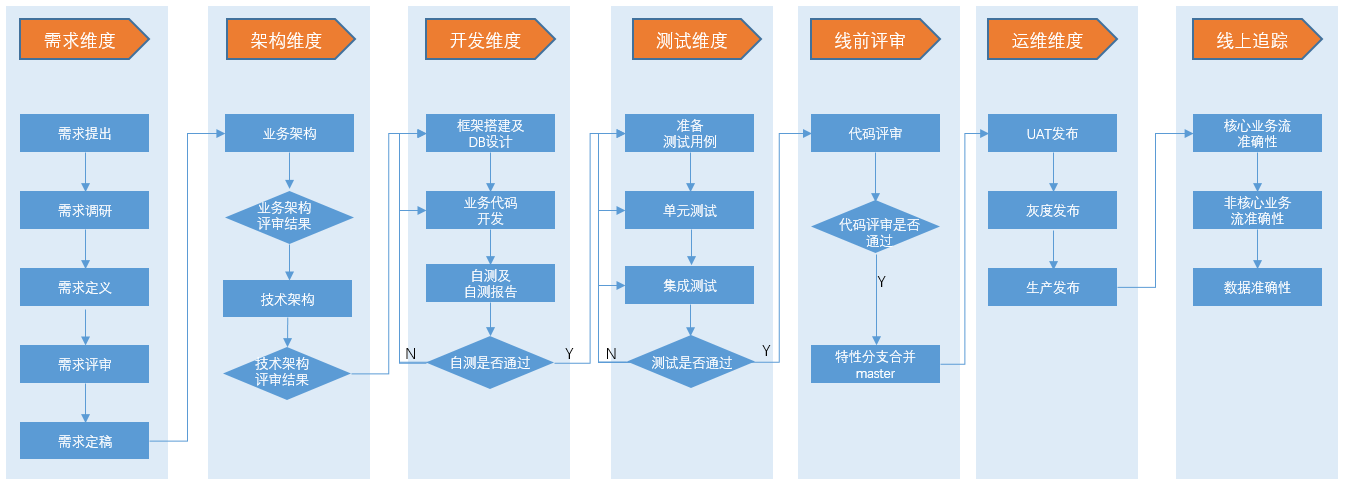 需求维度
需求提出
需求调研
需求定义
需求评审
需求定稿
架构维度
业务架构
业务架构
评审结果
技术架构
技术架构
评审结果
开发维度
框架搭建及
DB设计
业务代码
开发
自测及
自测报告
N
自测是否通过
Y
测试维度
准备
测试用例
单元测试
集成测试
N
测试是否通过
Y
线前评审
代码评审
代码评审是否
通过
Y
特性分支合并
master
运维维度
UAT发布
灰度发布
生产发布
线上追踪
核心业务流
准确性
非核心业务
流准确性
数据准确性